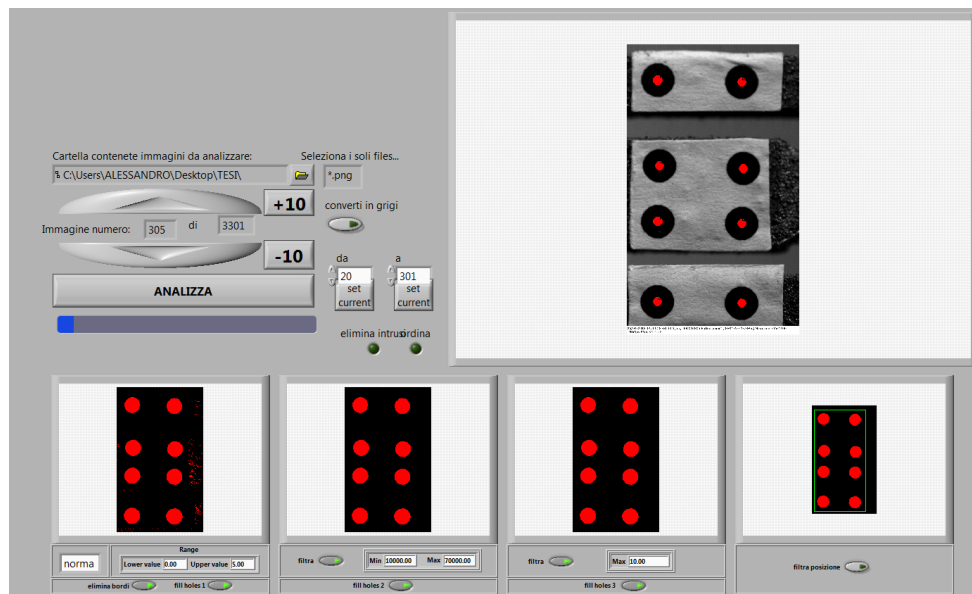 Cartella contenete immagini da analizzare:
Seleziona i soli files...
C:\Users\ALESSANDRO\Desktop\TESI\
*.png
+10
converti in grigi
Immagine numero: 305 di 3301
-10
da a
20 301
set current set current
ANALIZZA
elimina intrusi ordina
norma
Range
Lower value 0.00 Upper value 5.00
elimina bordi fill holes 1
filtra Min 10000.00 Max 70000.00
fill holes 2
filtra Max 10.00
fill holes 3
filtra posizione